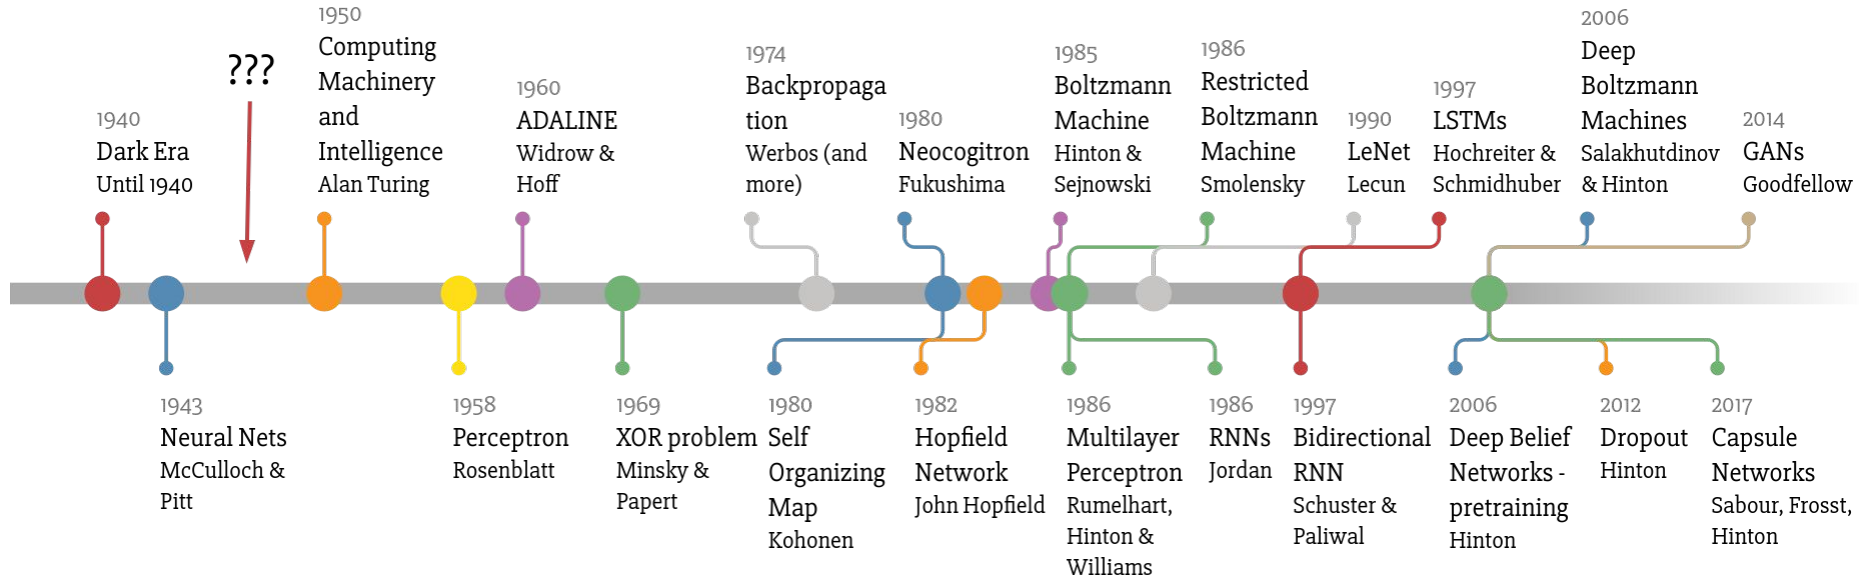 ???
1940
Dark Era
Until 1940
1950
Computing
Machinery
and
Intelligence
Alan Turing
1960
ADALINE
Widrow &
Hoff
1974
Backpropaga
tion
Werbos (and
more)
1980
Neocogitron
Fukushima
1985
Boltzmann
Machine
Hinton &
Sejnowski
1986
Restricted
Boltzmann
Machine
Smolensky
1990
LeNet
Lecun
1997
LSTMs
Hochreiter &
Schmidhuber
2006
Deep
Boltzmann
Machines
Salakhutdinov
& Hinton
2014
GANs
Goodfellow
1943
Neural Nets
McCulloch &
Pitt
1958
Perceptron
Rosenblatt
1969
XOR problem
Minsky &
Papert
1980
Self
Organizing
Map
Kohonen
1982
Hopfield
Network
John Hopfield
1986
Multilayer
Perceptron
Rumelhart,
Hinton &
Williams
1986
RNNs
Jordan
1997
Bidirectional
RNN
Schuster &
Paliwal
2006
Deep Belief
Networks -
pretraining
Hinton
2012
Dropout
Hinton
2017
Capsule
Networks
Sabour, Frosst,
Hinton